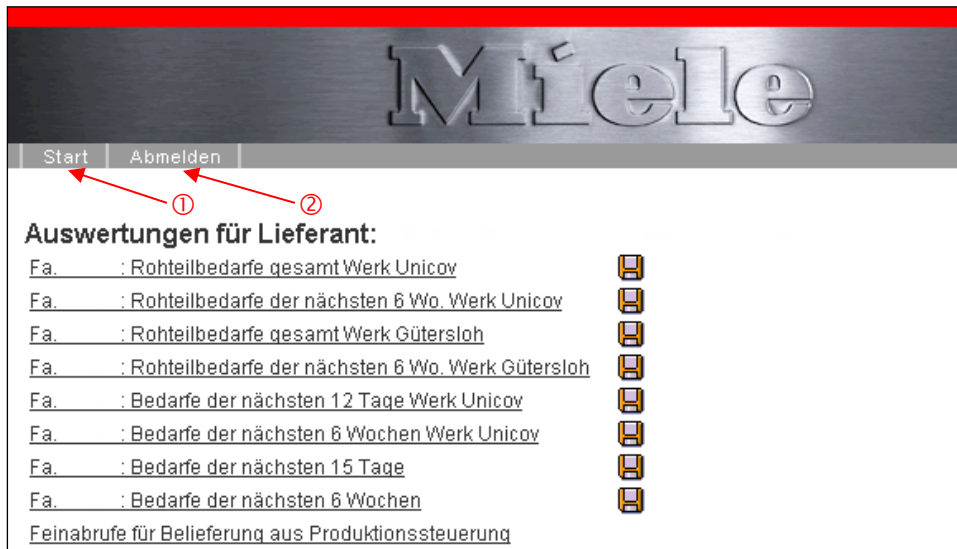 Miele
Start Abmelden
① ②
Auswertungen für Lieferant:
Fa. : Rohteilbedarfe gesamt Werk Unicov
Fa. : Rohteilbedarfe der nächsten 6 Wo. Werk Unicov
Fa. : Rohteilbedarfe gesamt Werk Gütersloh
Fa. : Rohteilbedarfe der nächsten 6 Wo. Werk Gütersloh
Fa. : Bedarfe der nächsten 12 Tage Werk Unicov
Fa. : Bedarfe der nächsten 6 Wochen Werk Unicov
Fa. : Bedarfe der nächsten 15 Tage
Fa. : Bedarfe der nächsten 6 Wochen
Feinabrufe für Belieferung aus Produktionssteuerung